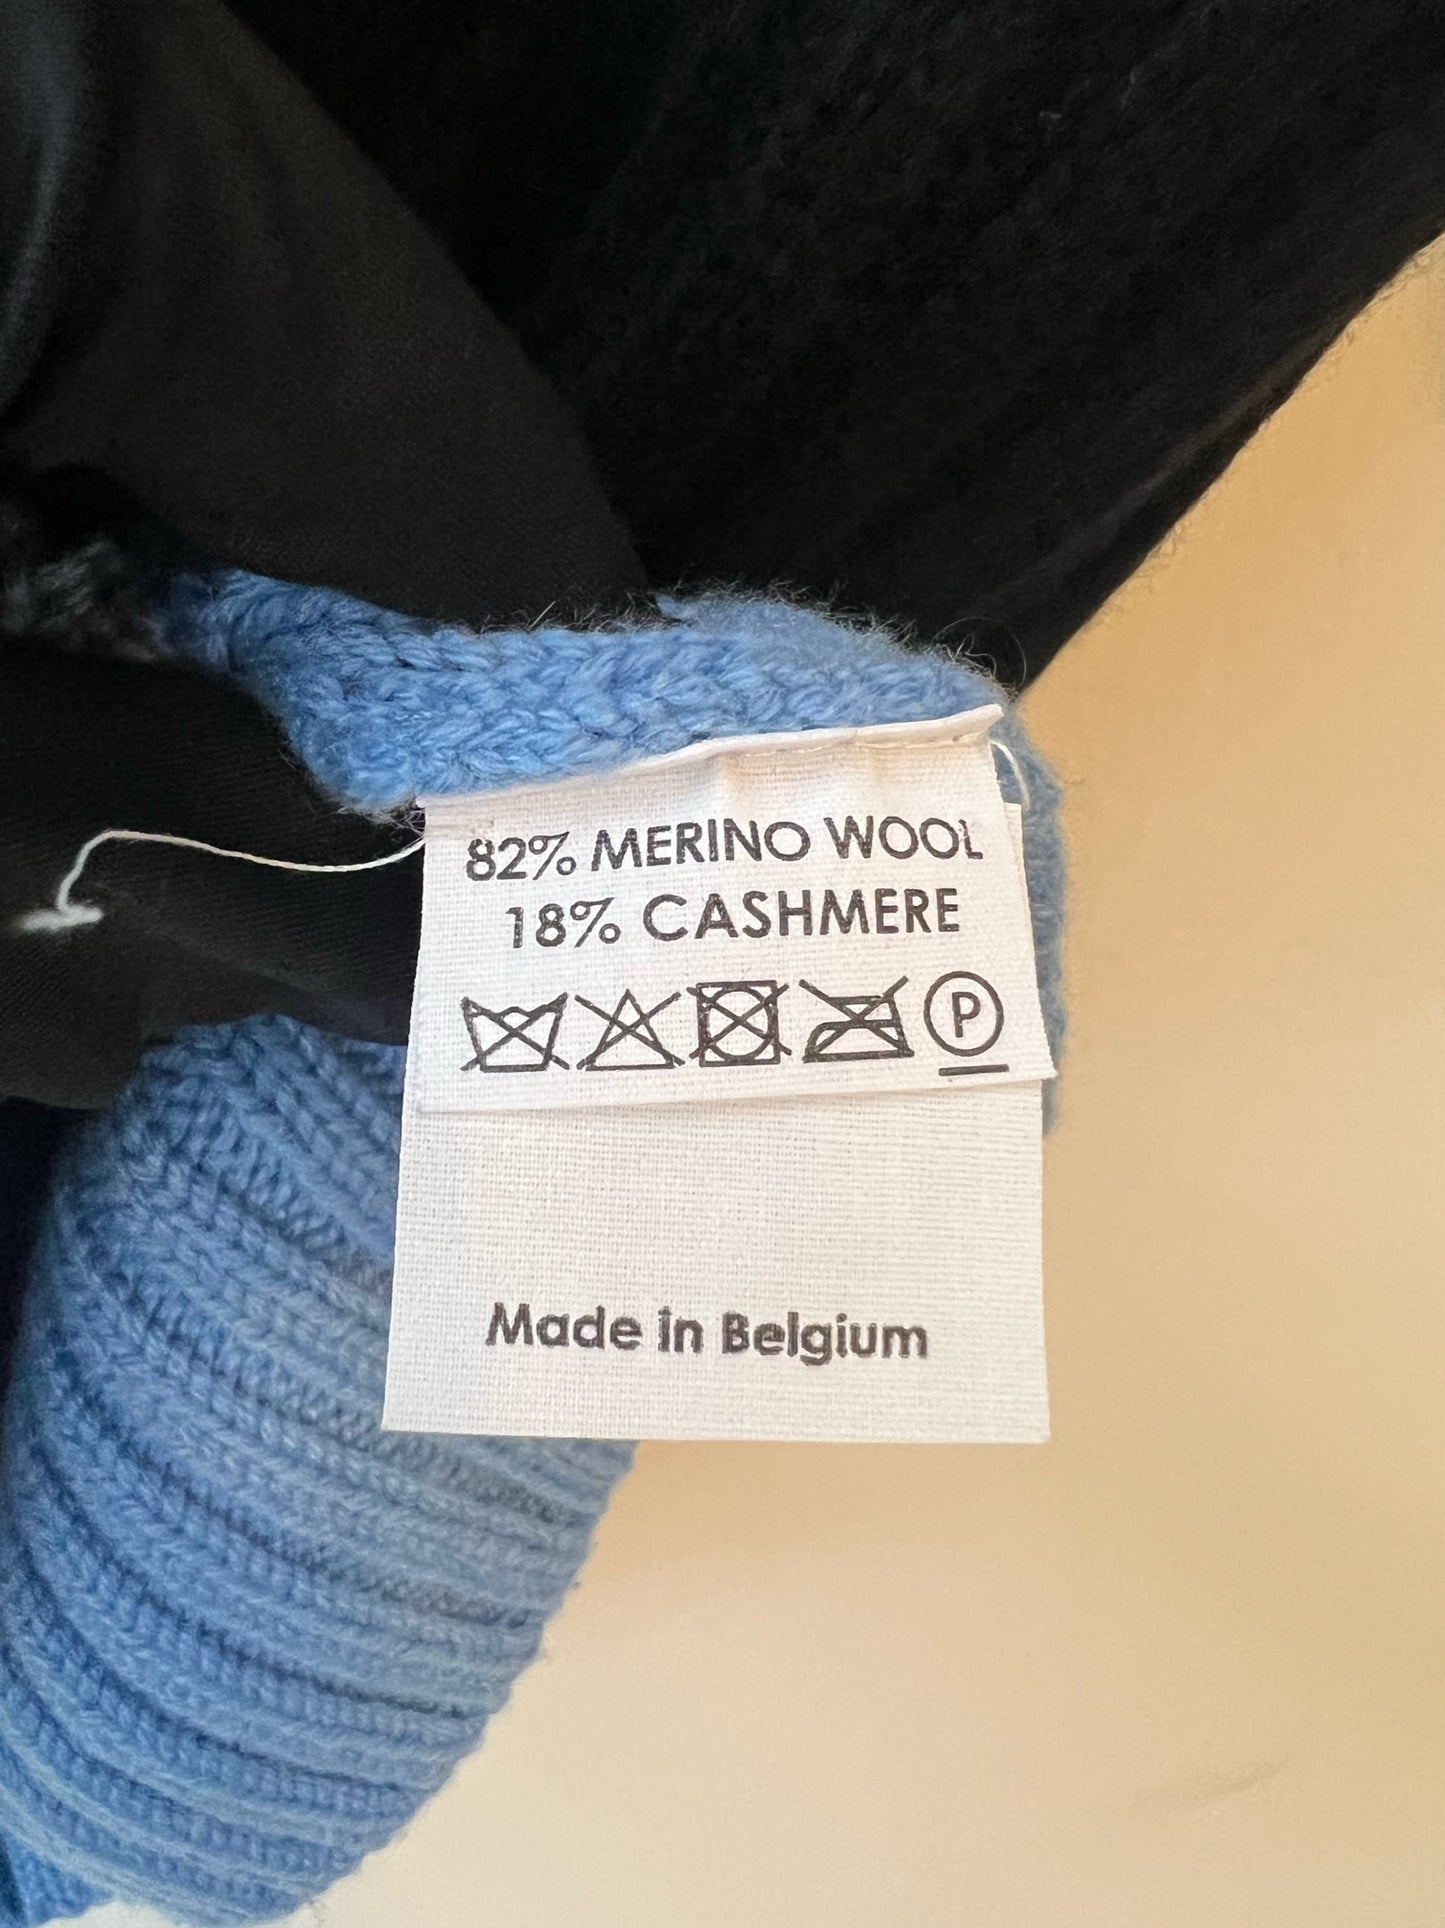 82% MERINO WOOL
18% CASHMERE
P
Made in Belgium